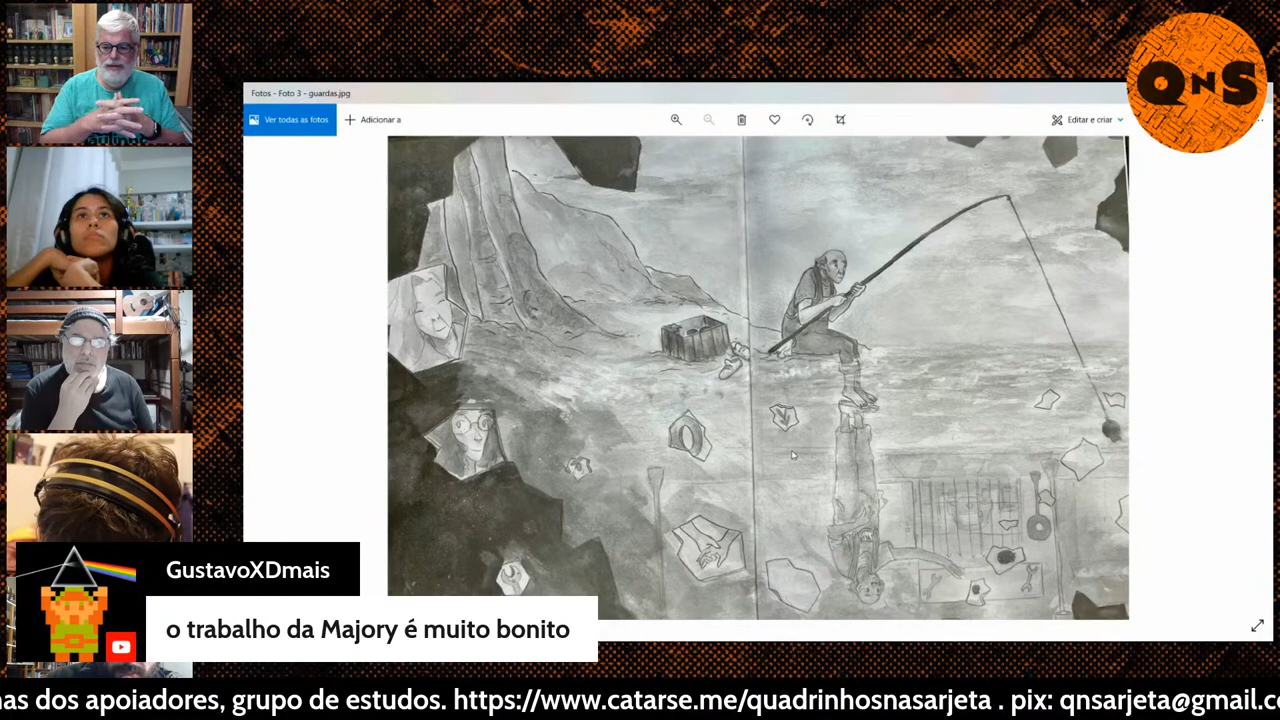 QNS
Fotos - Foto 3 - guardas.jpg
Ver todas as fotos
Adicionar a
Editar e criar
GustavoXDmais
o trabalho da Majory é muito bonito
dos apoiadores, grupo de estudos. https://www.catarse.me/quadrinhosnasarjeta . pix: qnsarjeta@gmail.c